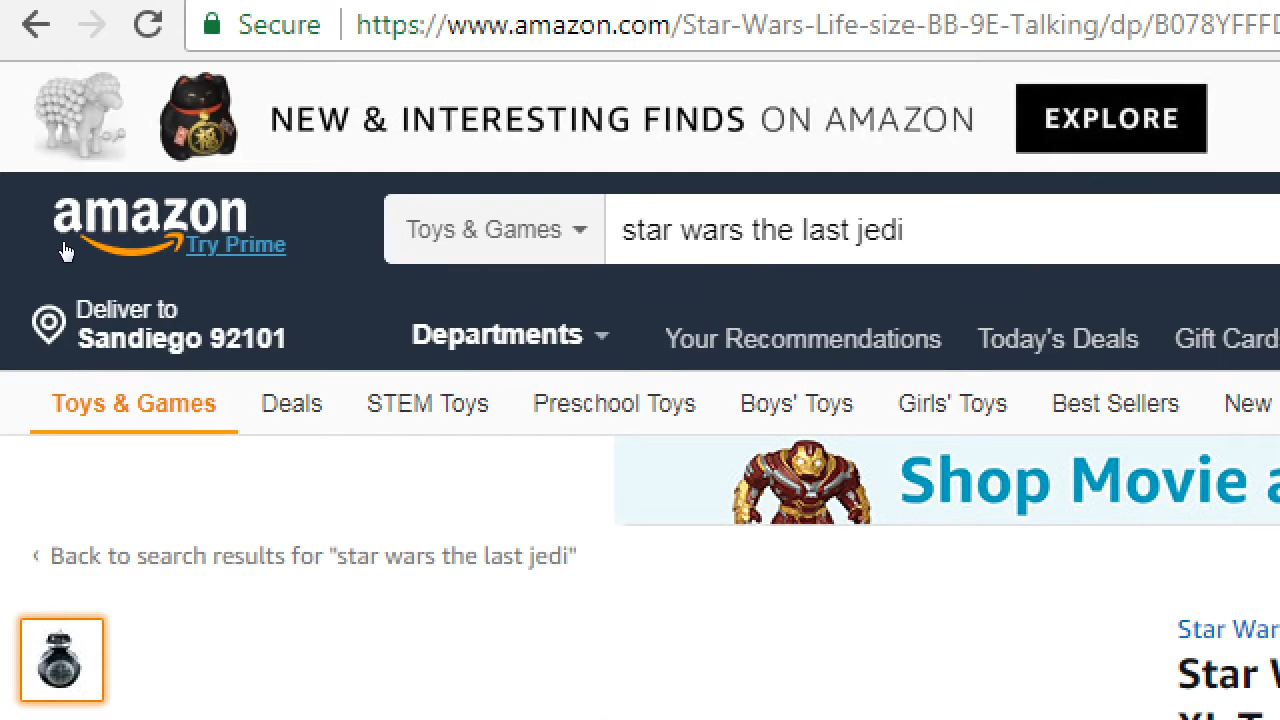 Secure https://www.amazon.com/Star-Wars-Life-size-BB-9E-Talking/dp/B078YFFF
福
NEW & INTERESTING FINDS ON AMAZON EXPLORE
amazon
Try Prime
Toys & Games star wars the last jedi
Deliver to
Sandiego 92101
Departments Your Recommendations Today's Deals Gift Card
Toys & Games Deals STEM Toys Preschool Toys Boys' Toys Girls' Toys Best Sellers New
Shop Movie a
‹ Back to search results for "star wars the last jedi"
Star War
Star W